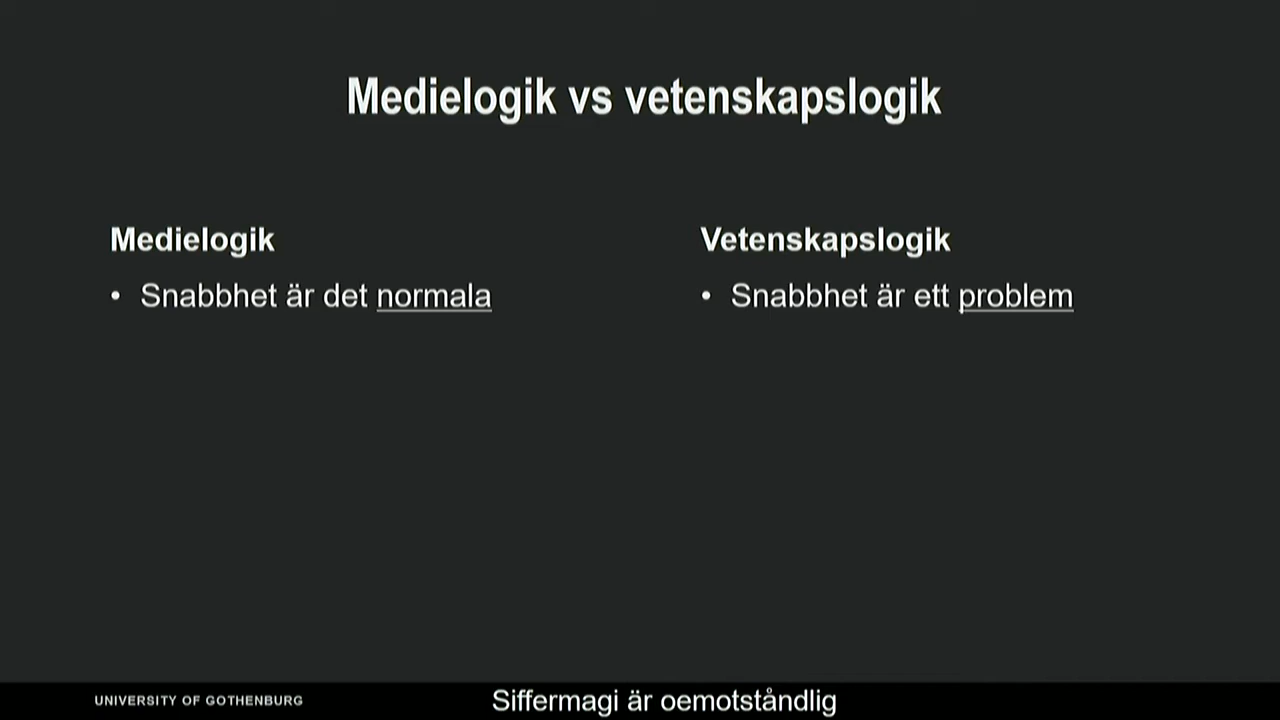 Medielogik vs vetenskapslogik
Medielogik
• Snabbhet är det normala
Vetenskapslogik
• Snabbhet är ett problem
UNIVERSITY OF GOTHENBURG
Siffermagi är oemotståndlig